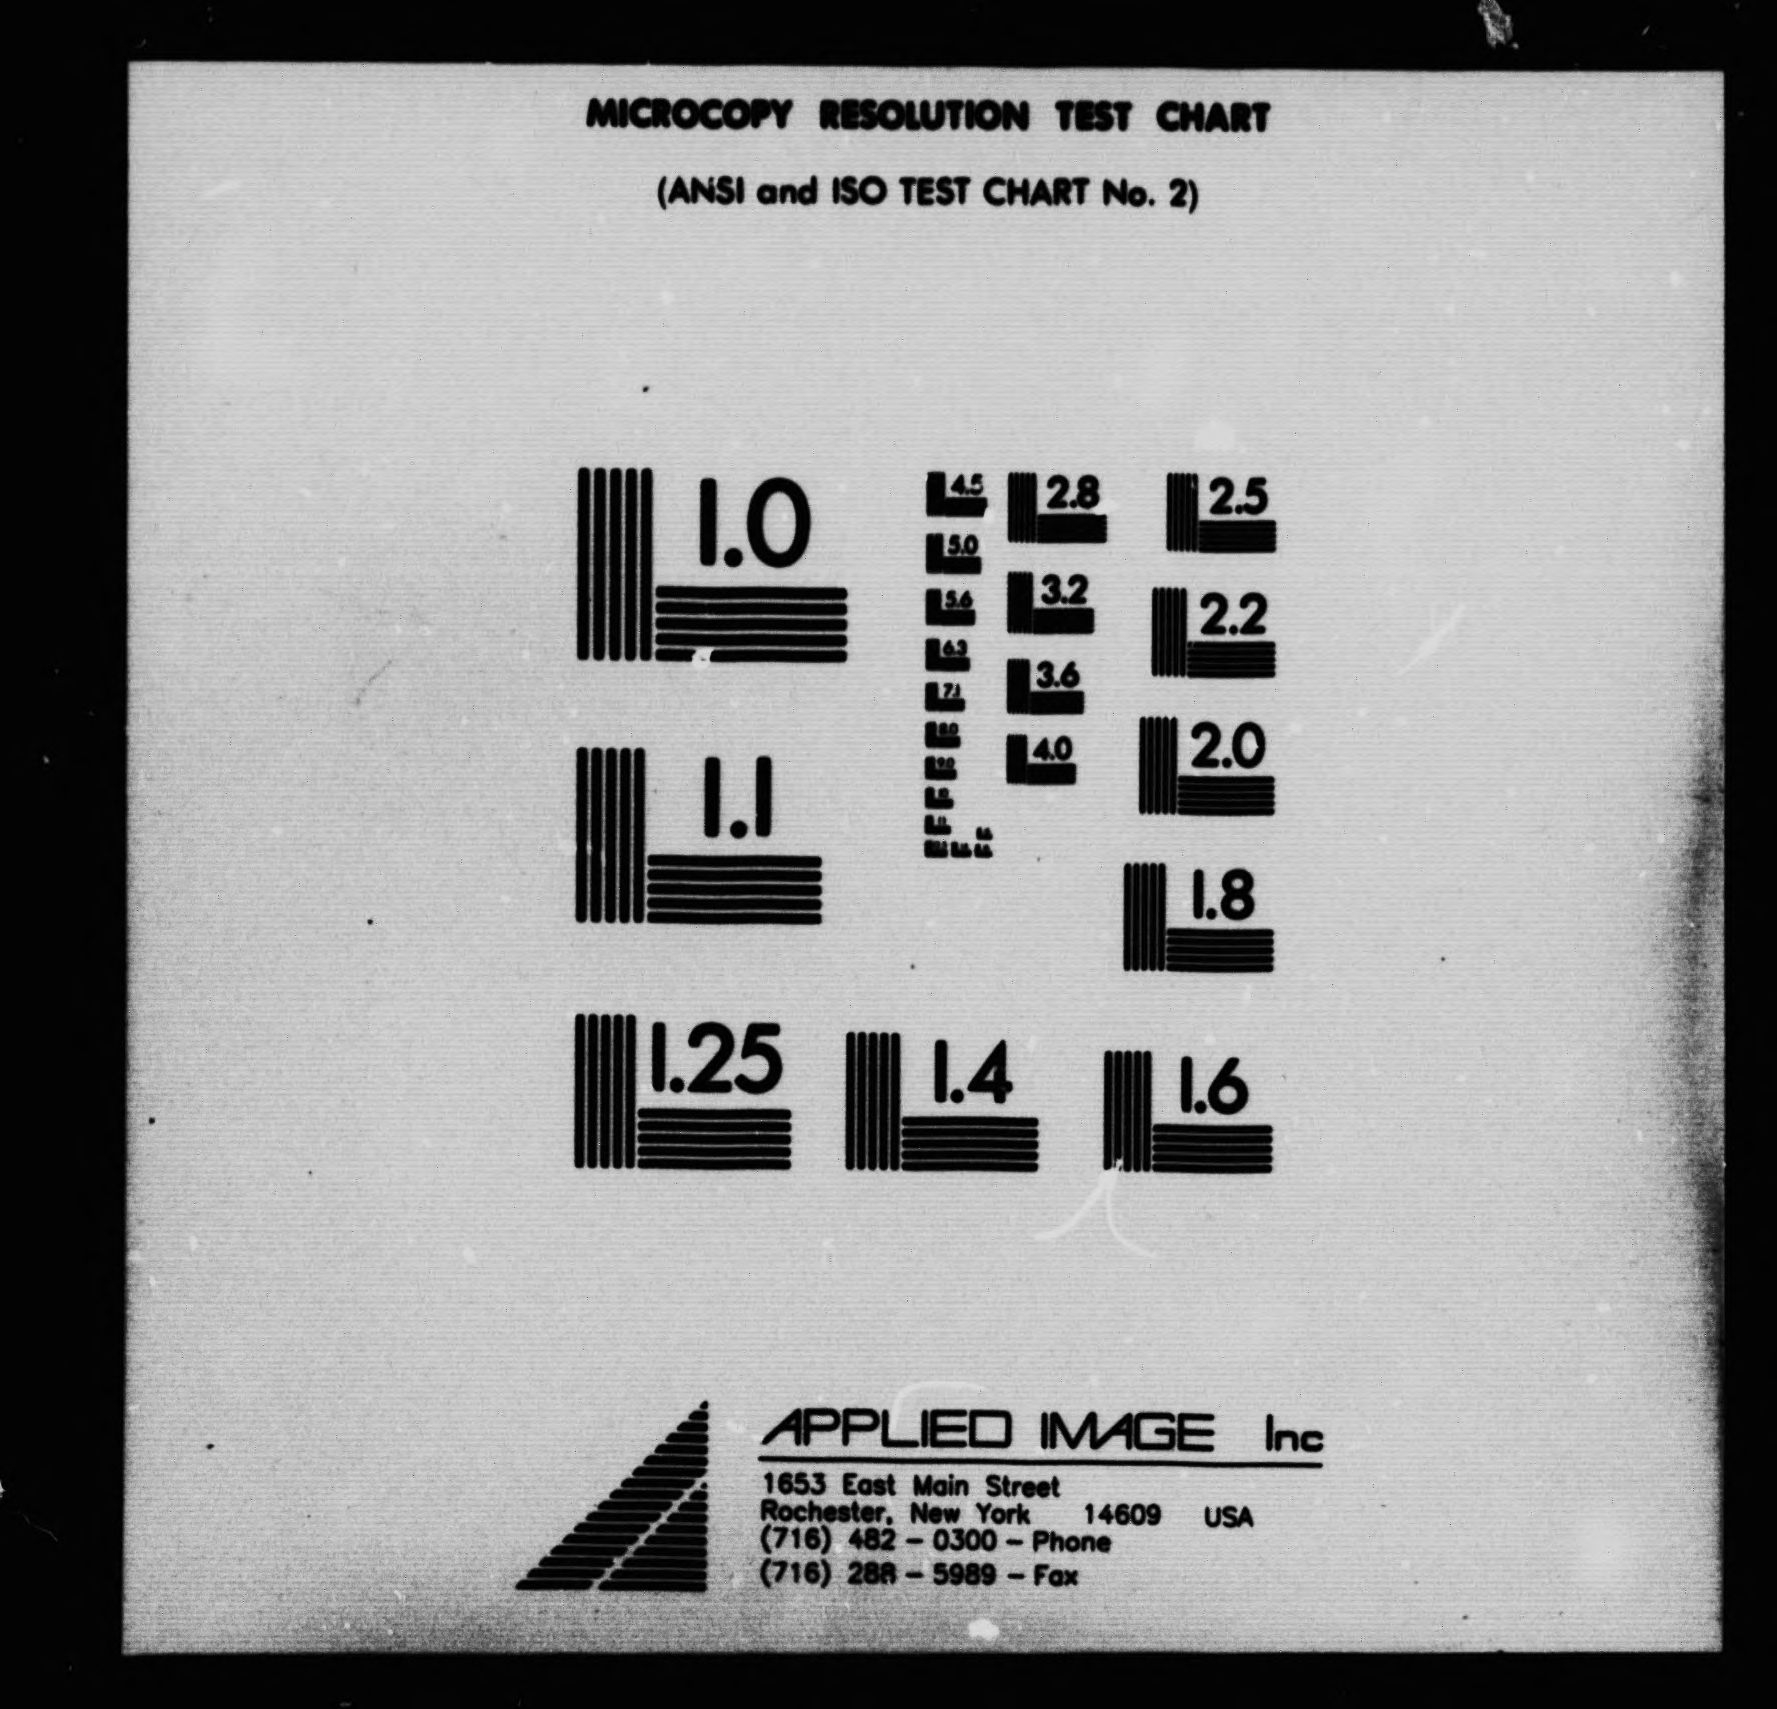 MICROCOPY RESOLUTION TEST CHART
(ANSI and ISO TEST CHART No. 2)
1.0
1.1
1.25
1.4
1.6
1.8
2.0
2.2
2.5
2.8
3.2
3.6
4.0
4.5
5.0
5.6
6.3
7.1
8.0
9.0
APPLIED IMAGE Inc
1653 East Main Street
Rochester, New York 14609 USA
(716) 482 - 0300 - Phone
(716) 288 - 5989 - Fax